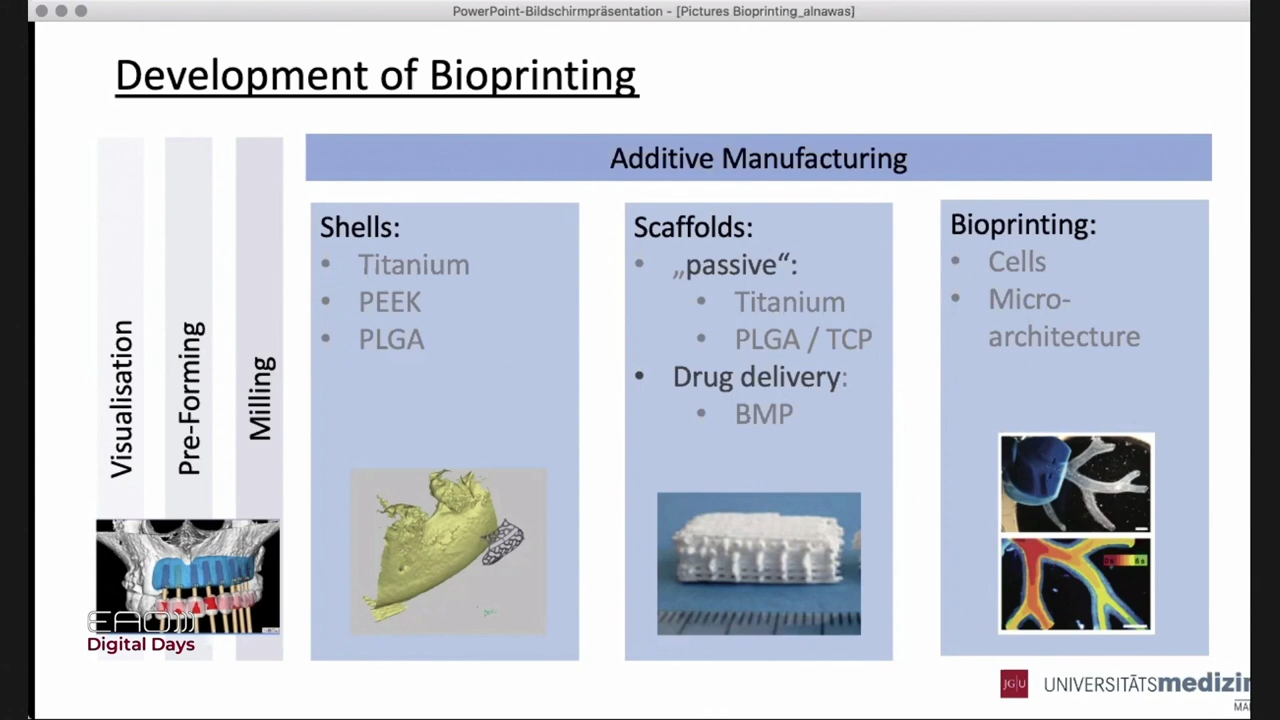 PowerPoint-Bildschirmpräsentation - [Pictures Bioprinting_alnawas]
Development of Bioprinting
Visualisation
Pre-Forming
Milling
Additive Manufacturing
Shells:
• Titanium
• PEEK
• PLGA
Scaffolds:
• „passive“:
• Titanium
• PLGA / TCP
• Drug delivery:
• BMP
Bioprinting:
• Cells
• Micro-
architecture
EAO
Digital Days
JG|U UNIVERSITÄTSmedizin